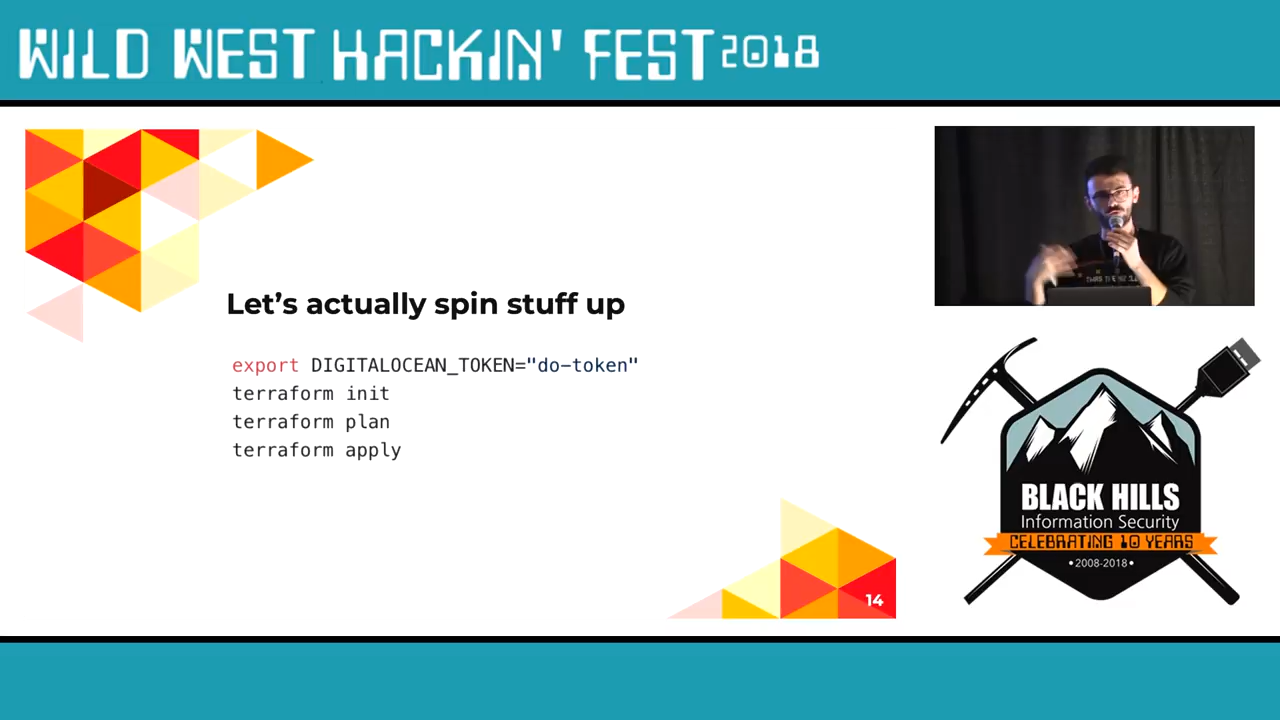 WILD WEST HACKIN' FEST 2018
Let's actually spin stuff up
export DIGITALOCEAN_TOKEN="do-token"
terraform init
terraform plan
terraform apply
14
BLACK HILLS
Information Security
CELEBRATING 10 YEARS
•2008-2018•